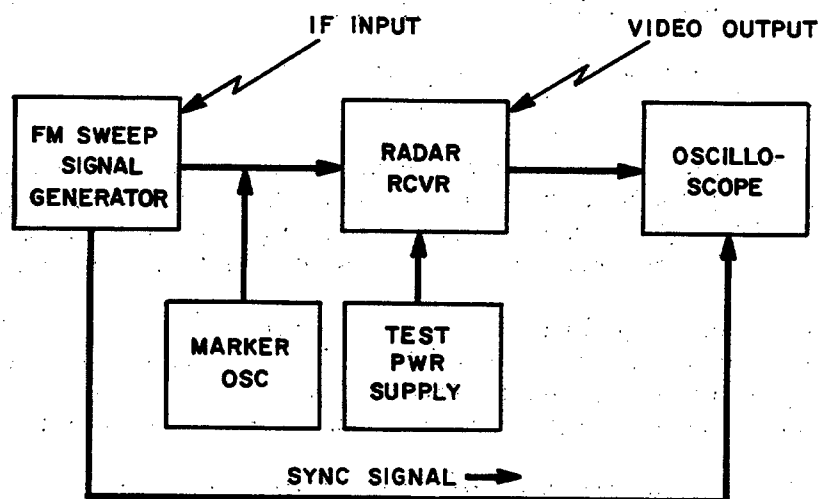 IF INPUT
VIDEO OUTPUT
FM SWEEP
SIGNAL
GENERATOR
RADAR
RCVR
OSCILLO-
SCOPE
MARKER
OSC
TEST
PWR
SUPPLY
SYNC SIGNAL